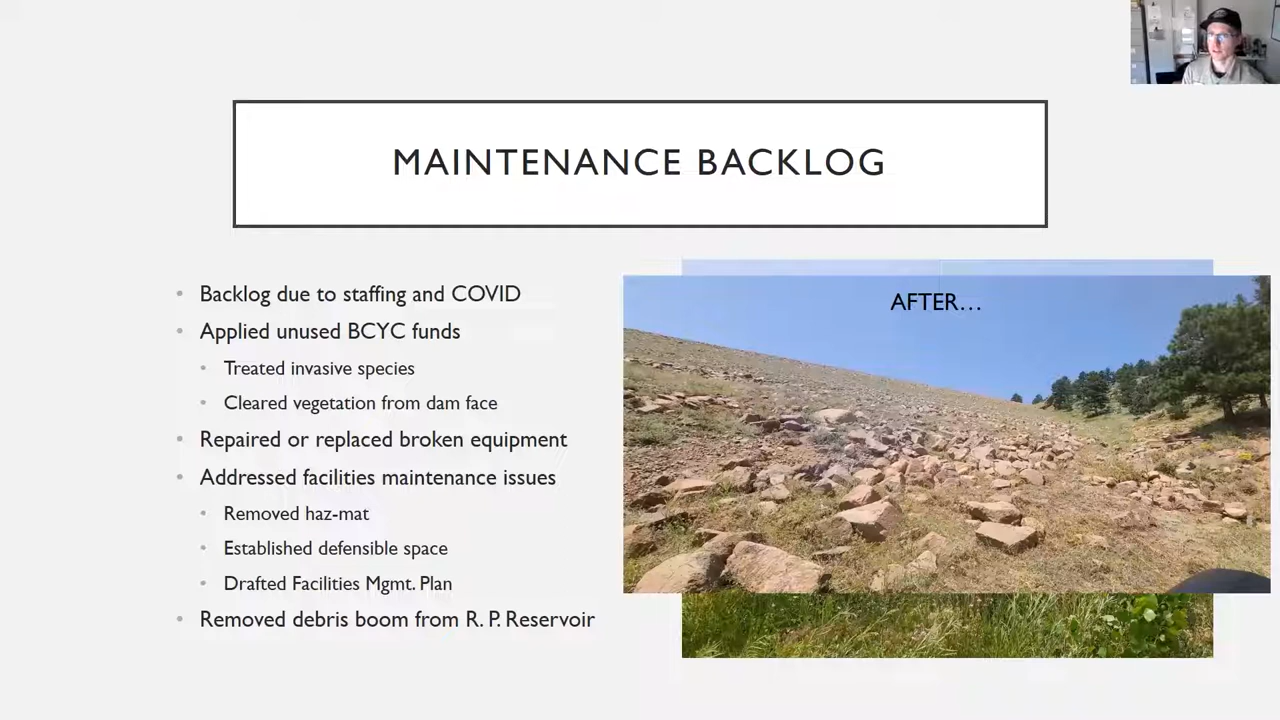 MAINTENANCE BACKLOG
Backlog due to staffing and COVID
Applied unused BCYC funds
Treated invasive species
Cleared vegetation from dam face
Repaired or replaced broken equipment
Addressed facilities maintenance issues
Removed haz-mat
Established defensible space
Drafted Facilities Mgmt. Plan
Removed debris boom from R. P. Reservoir
AFTER…